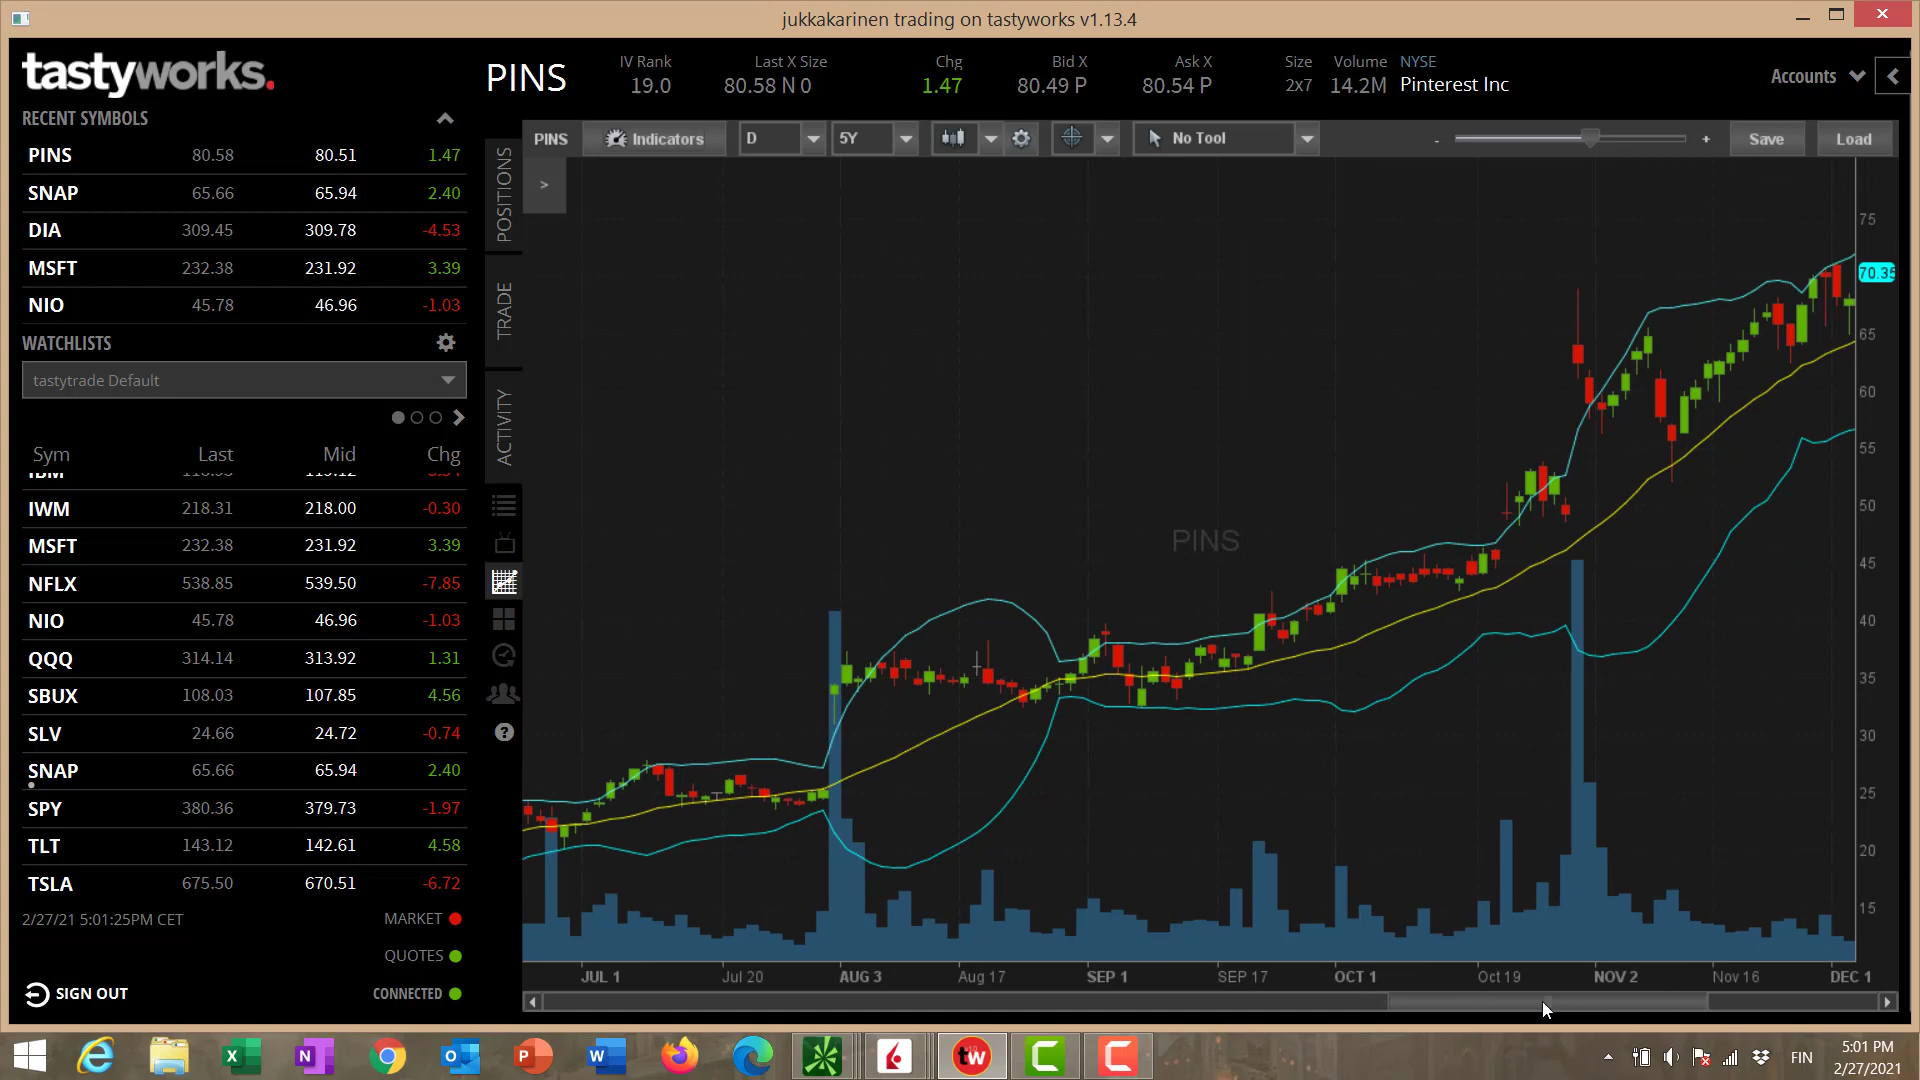 jukkakarinen trading on tastyworks v1.13.4
tastyworks.
PINS
IV Rank
19.0
Last X Size
80.58 N 0
Chg
1.47
Bid X
80.49 P
Ask X
80.54 P
Size
2x7
Volume
14.2M
NYSE
Pinterest Inc
Accounts
RECENT SYMBOLS
PINS 80.58 80.51 1.47
SNAP 65.66 65.94 2.40
DIA 309.45 309.78 -4.53
MSFT 232.38 231.92 3.39
NIO 45.78 46.96 -1.03
WATCHLISTS
tastytrade Default
Sym Last Mid Chg
IBM
IWM 218.31 218.00 -0.30
MSFT 232.38 231.92 3.39
NFLX 538.85 539.50 -7.85
NIO 45.78 46.96 -1.03
QQQ 314.14 313.92 1.31
SBUX 108.03 107.85 4.56
SLV 24.66 24.72 -0.74
SNAP 65.66 65.94 2.40
SPY 380.36 379.73 -1.97
TLT 143.12 142.61 4.58
TSLA 675.50 670.51 -6.72
2/27/21 5:01:25PM CET MARKET
QUOTES
SIGN OUT CONNECTED
POSITIONS
TRADE
ACTIVITY
?
PINS Indicators D 5Y No Tool - + Save Load
>
PINS
75
70.35
65
60
55
50
45
40
35
30
25
20
15
JUL 1 Jul 20 AUG 3 Aug 17 SEP 1 SEP 17 OCT 1 Oct 19 NOV 2 Nov 16 DEC 1
tw
FIN
5:01 PM
2/27/2021